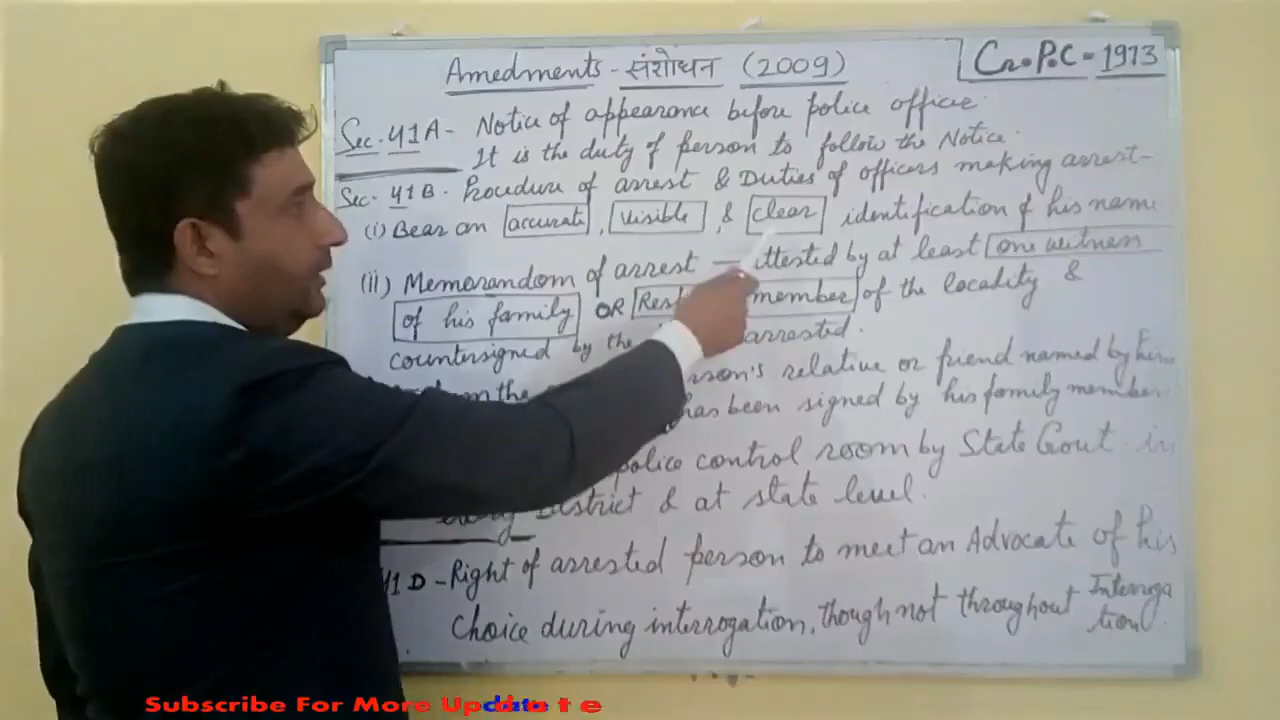 Amedments - संशोधन (2009)
Cr.P.C - 1973
Sec. 41A - Notice of appearance before police officer.
It is the duty of person to follow the Notice.
Sec. 41B - Procedure of arrest & Duties of officers making arrest-
(i) Bear an accurate, visible, & clear identification of his name
(ii) Memorandom of arrest — attested by at least one witness
of his family OR member of the locality &
countersigned by the arrested.
the relative or friend named by him
has been signed by his family member.
police control room by State Govt in
every District & at state level.
41D - Right of arrested person to meet an Advocate of his
Choice during interrogation, though not throughout Interrogation.
Subscribe For More Update